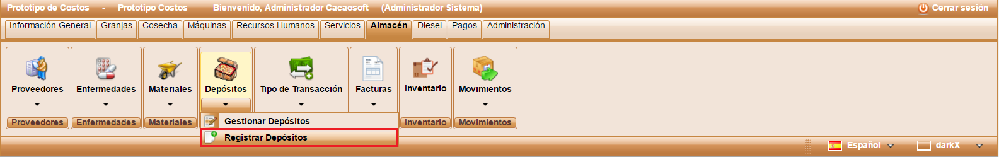 Prototipo de Costos - Prototipo Costos Bienvenido, Administrador Cacaosoft (Administrador Sistema) Cerrar sesión
Información General Granjas Cosecha Máquinas Recursos Humanos Servicios Almacén Diesel Pagos Administración
Proveedores Enfermedades Materiales Depósitos Tipo de Transacción Facturas Inventario Movimientos
Proveedores Enfermedades Materiales Inventario Movimientos
Gestionar Depósitos
Registrar Depósitos
Español darkX